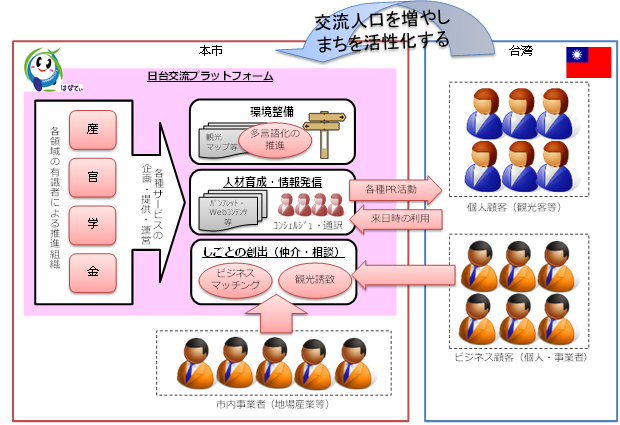 交流人口を増やし
まちを活性化する
本市
台湾
はなてぃ
日台交流プラットフォーム
各領域の有識者による推進組織
産
官
学
金
各種サービスの
企画・提供・運営
環境整備
観光
マップ等
多言語化の
推進
人材育成・情報発信
パンフレット・
Webコンテンツ
等
コンシェルジュ・通訳
しごとの創出（仲介・相談）
ビジネス
マッチング
観光誘致
各種PR活動
来日時の利用
個人顧客（観光客等）
ビジネス顧客（個人・事業者）
市内事業者（地場産業等）